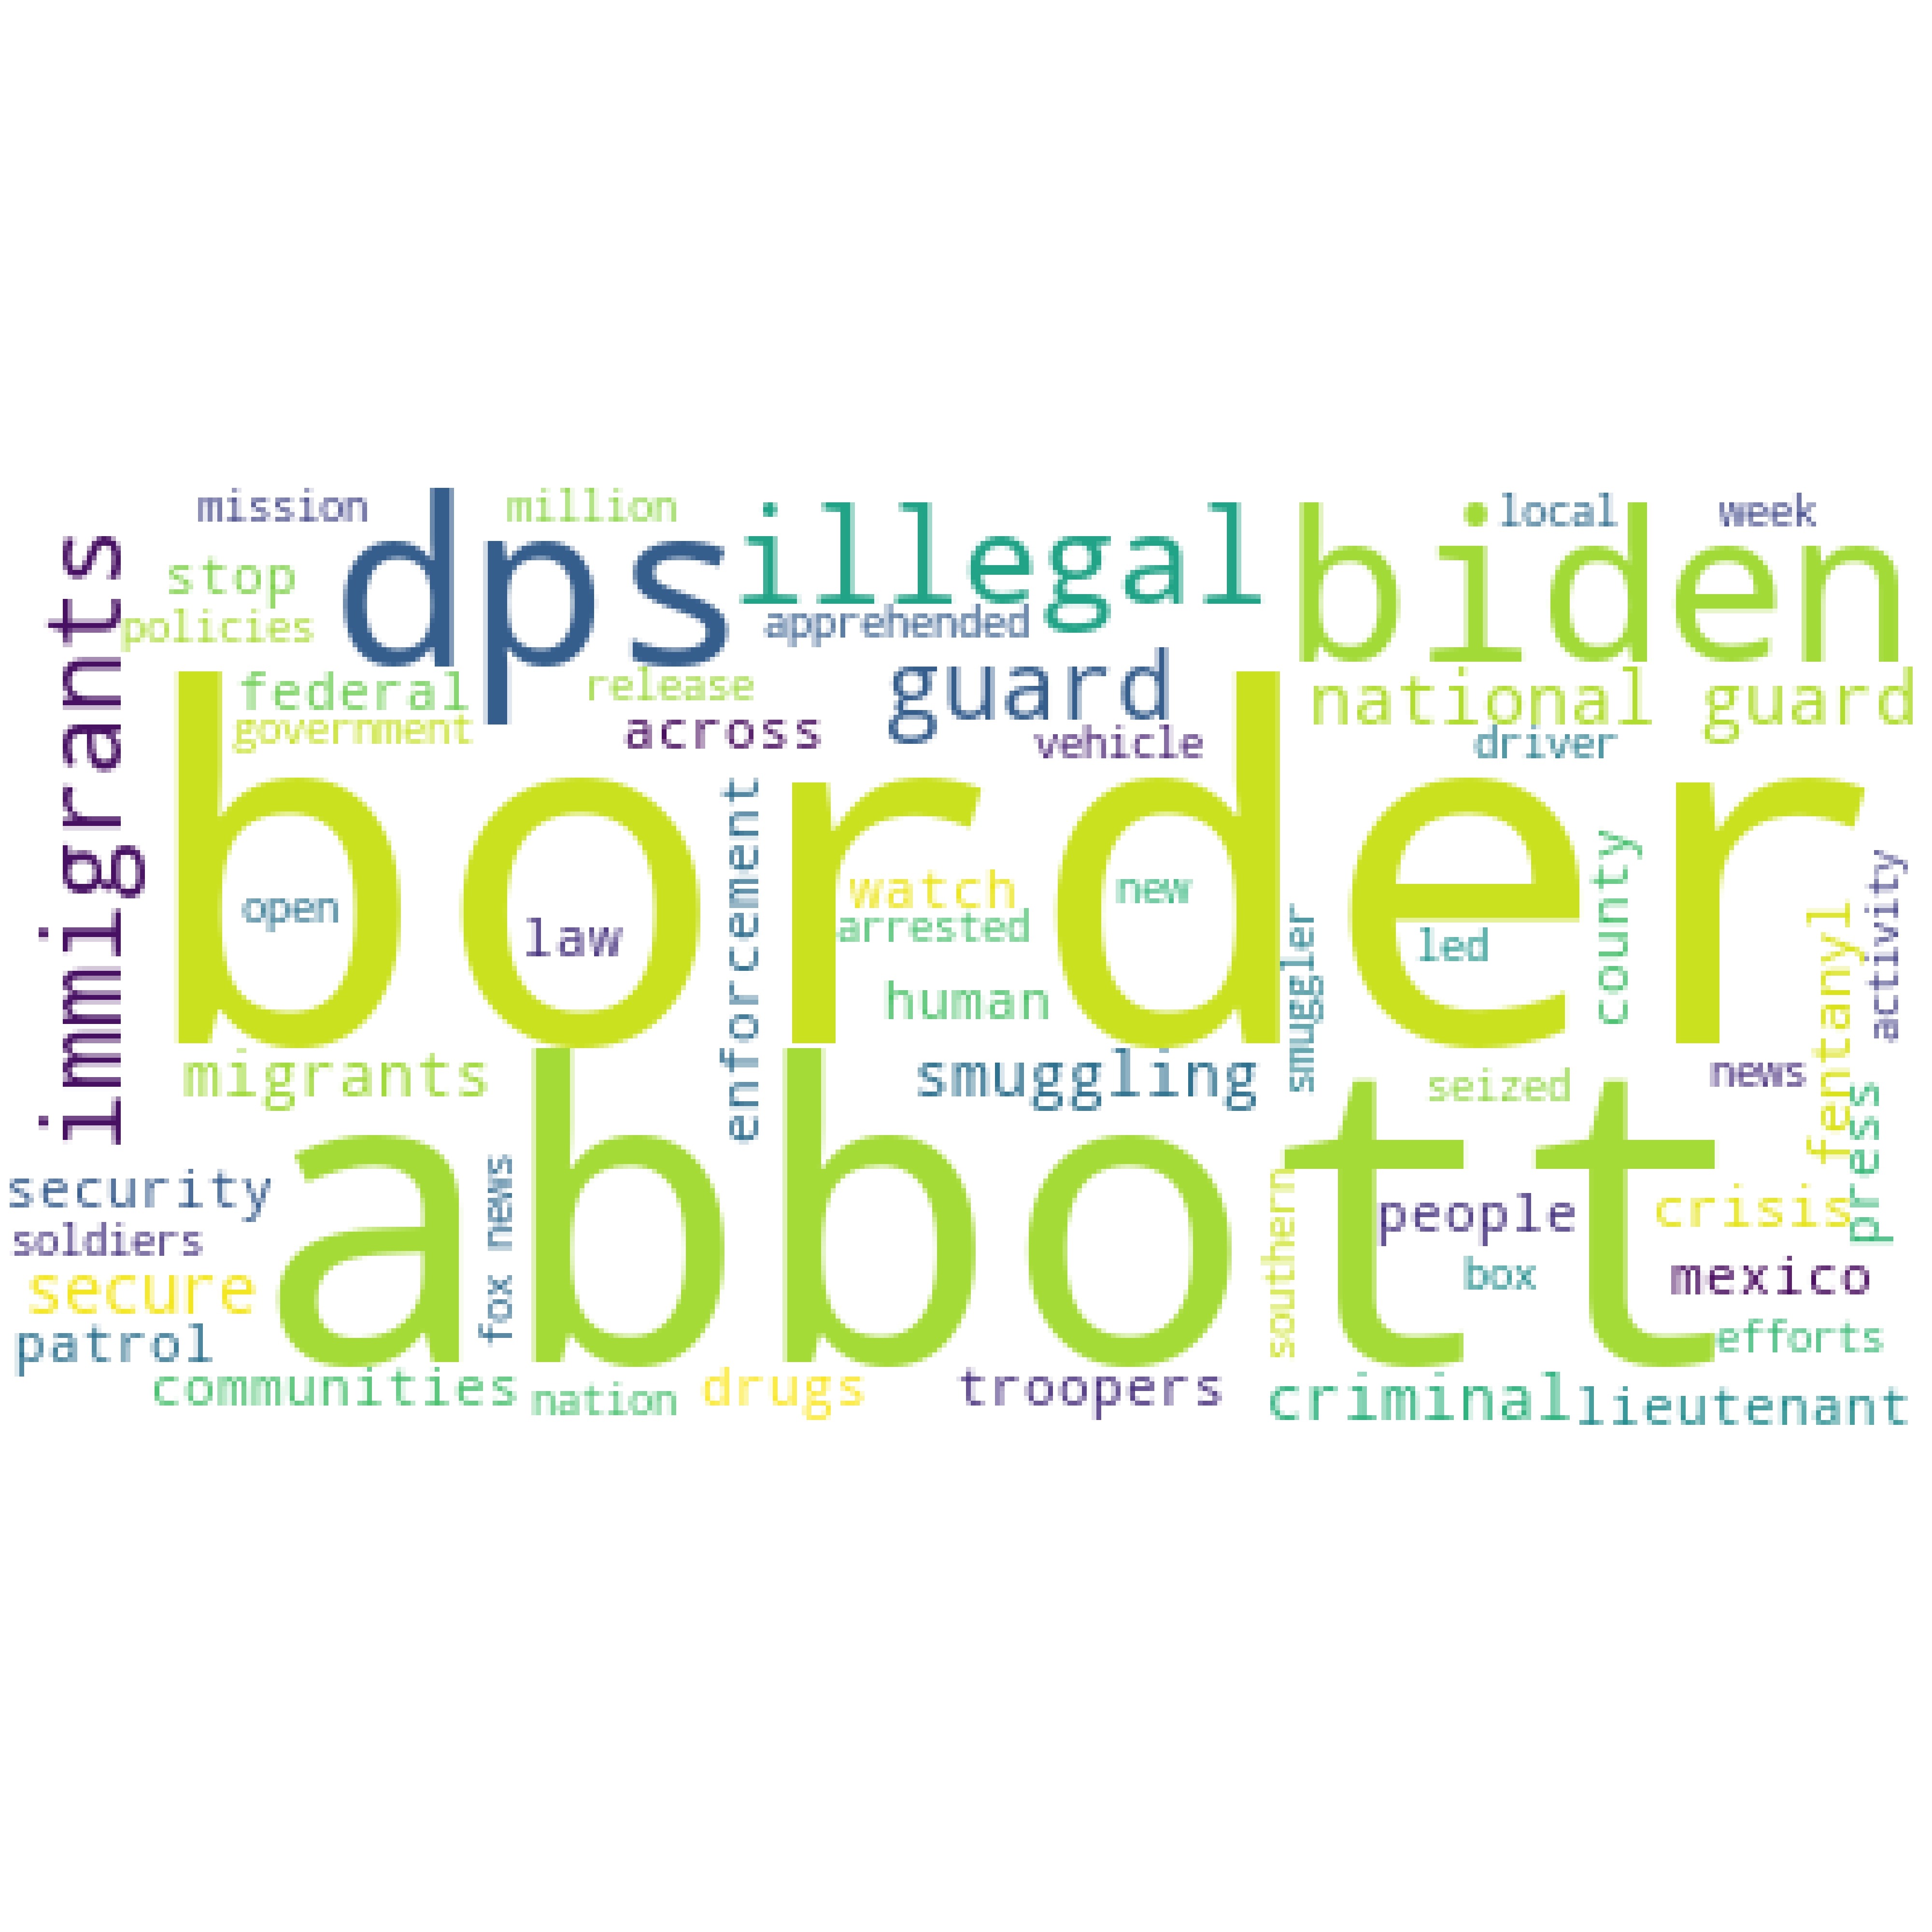 mission
million
dps
illegal
biden
local
week
immigrants
stop
policies
apprehended
federal
release
guard
national guard
government
across
vehicle
driver
border
open
law
enforcement
watch
arrested
new
human
smuggler
led
county
fentanyl
activity
migrants
smuggling
seized
news
press
abbott
security
soldiers
secure
patrol
fox news
southern
people
crisis
box
mexico
efforts
communities
nation
drugs
troopers
criminal
lieutenant